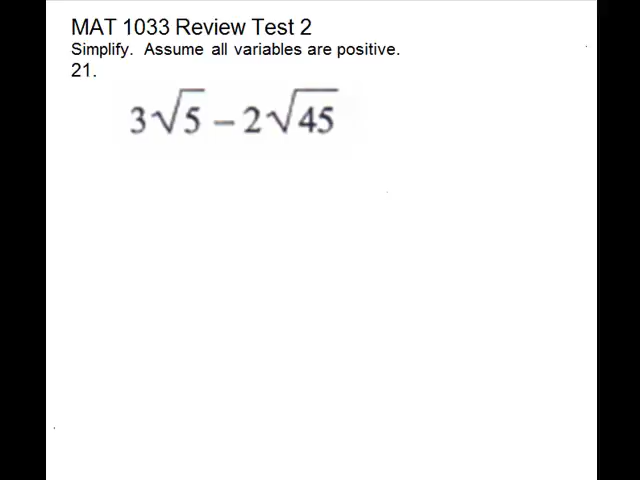 MAT 1033 Review Test 2
Simplify. Assume all variables are positive.
21.
3√5 − 2√45